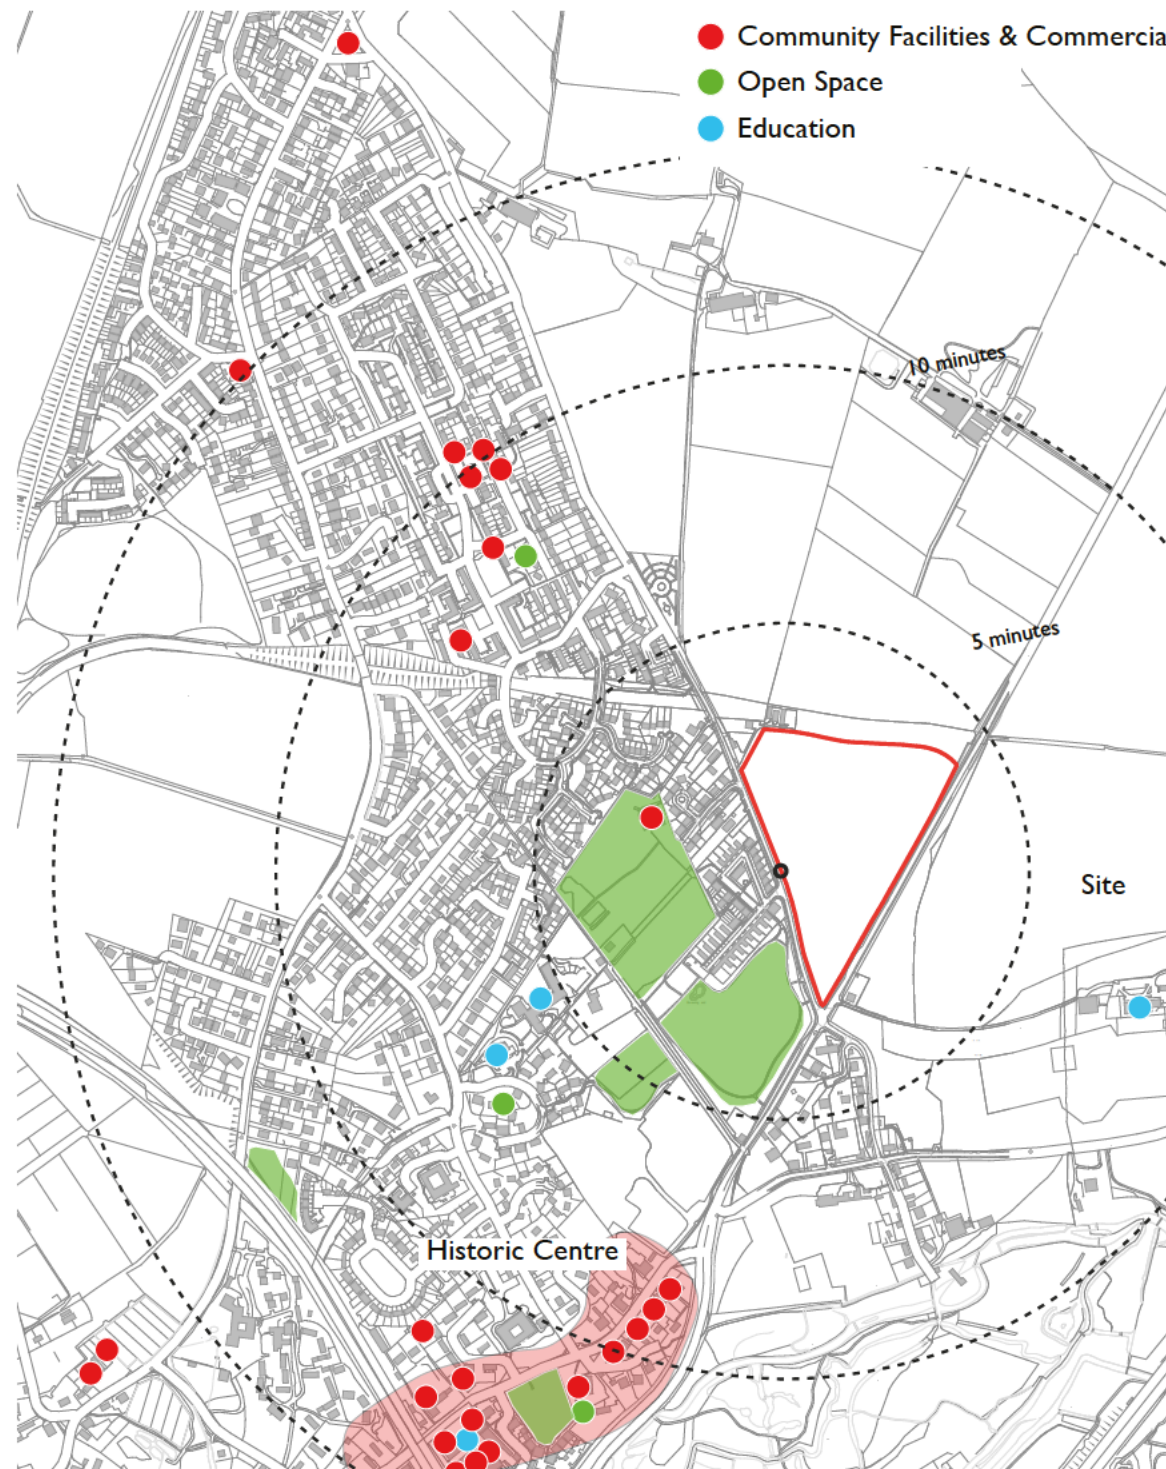 Community Facilities & Commercia
Open Space
Education
10 minutes
5 minutes
Site
Historic Centre